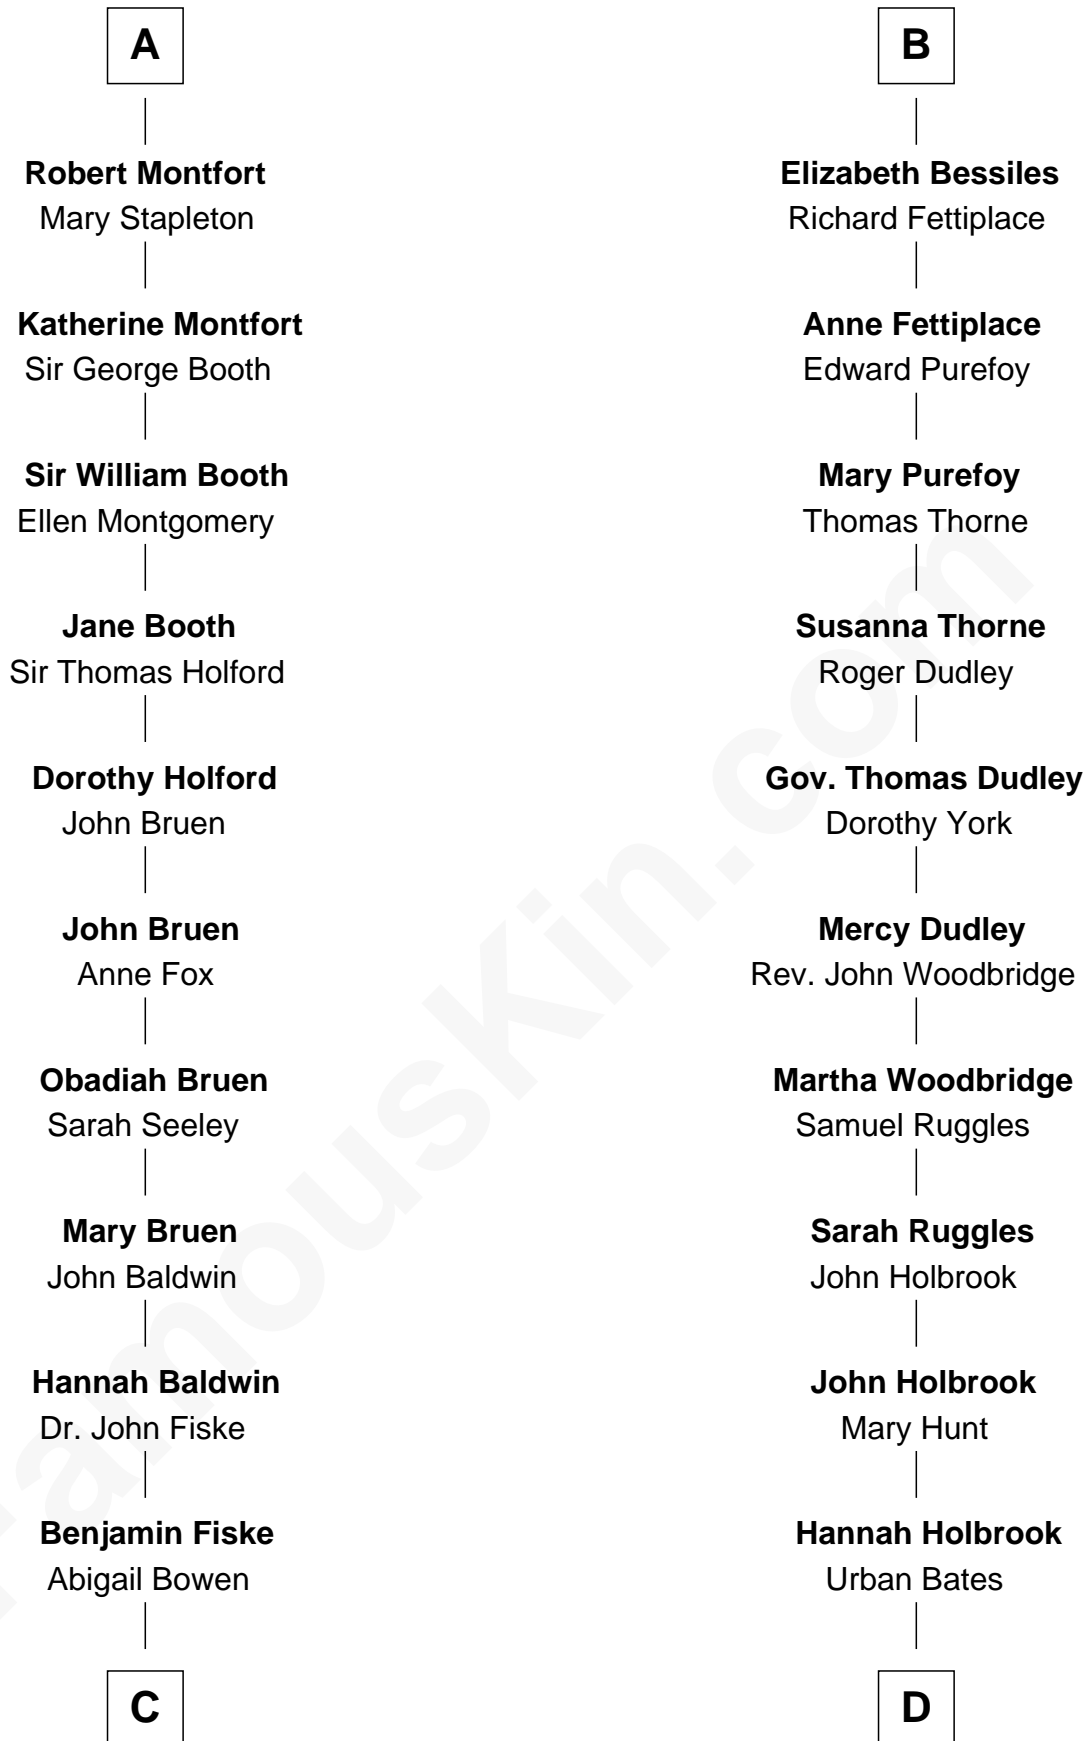 A
Robert Montfort
Mary Stapleton
Katherine Montfort
Sir George Booth
Sir William Booth
Ellen Montgomery
Jane Booth
Sir Thomas Holford
Dorothy Holford
John Bruen
John Bruen
Anne Fox
Obadiah Bruen
Sarah Seeley
Mary Bruen
John Baldwin
Hannah Baldwin
Dr. John Fiske
Benjamin Fiske
Abigail Bowen
C
B
Elizabeth Bessiles
Richard Fettiplace
Anne Fettiplace
Edward Purefoy
Mary Purefoy
Thomas Thorne
Susanna Thorne
Roger Dudley
Gov. Thomas Dudley
Dorothy York
Mercy Dudley
Rev. John Woodbridge
Martha Woodbridge
Samuel Ruggles
Sarah Ruggles
John Holbrook
John Holbrook
Mary Hunt
Hannah Holbrook
Urban Bates
D
FamousKin.com